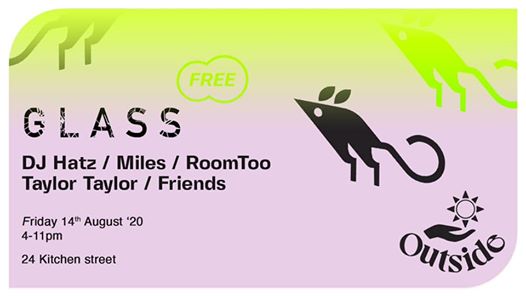 FREE
GLASS
DJ Hatz / Miles / RoomToo
Taylor Taylor / Friends
Friday 14th August '20
4-11pm
24 Kitchen street
Outside